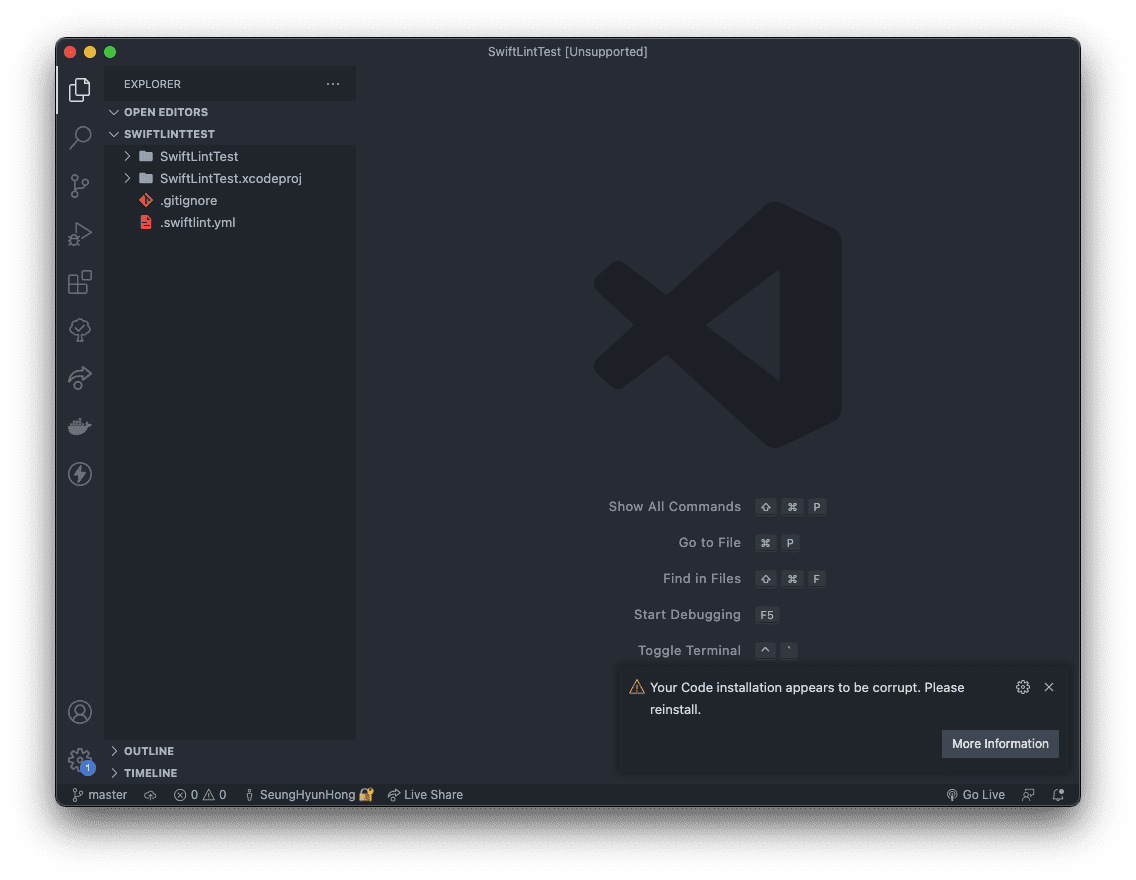 SwiftLintTest [Unsupported]
EXPLORER
OPEN EDITORS
SWIFTLINTTEST
SwiftLintTest
SwiftLintTest.xcodeproj
.gitignore
.swiftlint.yml
Show All Commands ⇧ ⌘ P
Go to File ⌘ P
Find in Files ⇧ ⌘ F
Start Debugging F5
Toggle Terminal ^ `
Your Code installation appears to be corrupt. Please
reinstall.
More Information
OUTLINE
1
TIMELINE
master 0 0 SeungHyunHong🔐 Live Share Go Live